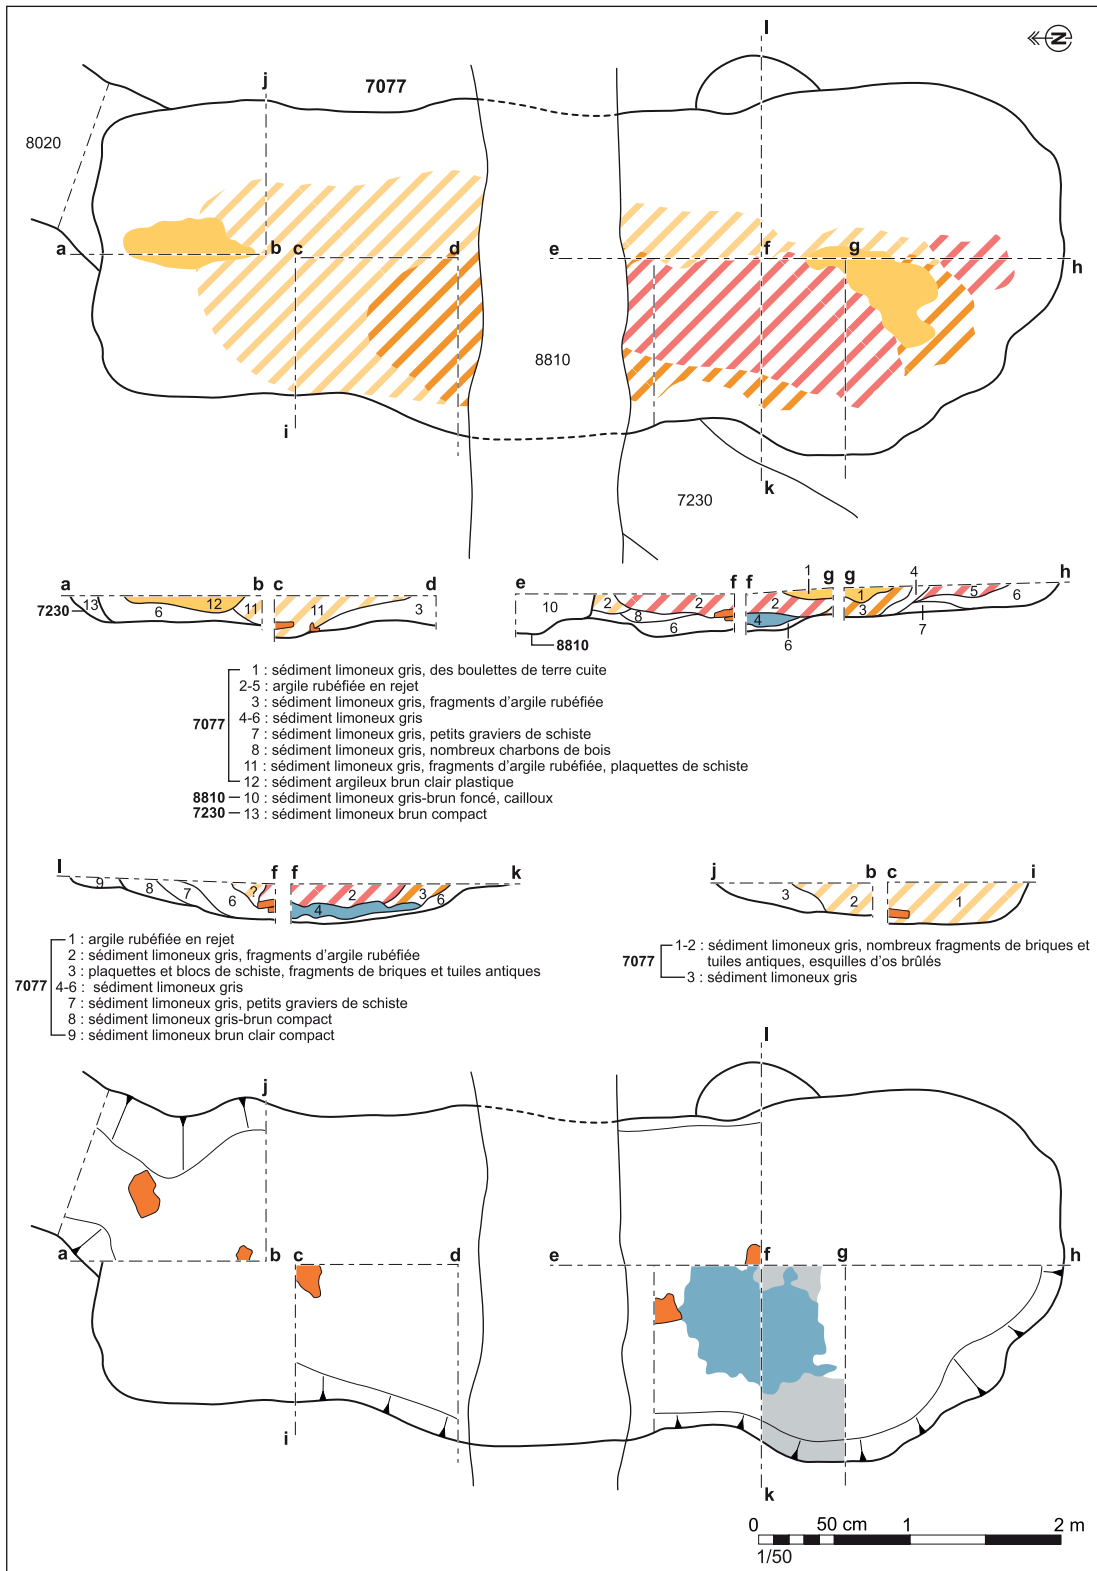 l
N
j
7077
8020
a
b
c
d
e
f
g
h
8810
i
k
7230
a
b
c
d
7230
13
6
12
11
11
3
e
f
f
g
g
h
1
4
10
2
8
6
2
2
4
6
1
3
5
6
7
8810
1 : sédiment limoneux gris, des boulettes de terre cuite
2-5 : argile rubéfiée en rejet
3 : sédiment limoneux gris, fragments d'argile rubéfiée
7077
4-6 : sédiment limoneux gris
7 : sédiment limoneux gris, petits graviers de schiste
8 : sédiment limoneux gris, nombreux charbons de bois
11 : sédiment limoneux gris, fragments d'argile rubéfiée, plaquettes de schiste
12 : sédiment argileux brun clair plastique
8810 10 : sédiment limoneux gris-brun foncé, cailloux
7230 13 : sédiment limoneux brun compact
l
f
f
k
9
8
7
6
?
2
4
3
6
j
b
c
i
3
2
1
1 : argile rubéfiée en rejet
2 : sédiment limoneux gris, fragments d'argile rubéfiée
3 : plaquettes et blocs de schiste, fragments de briques et tuiles antiques
7077 4-6 : sédiment limoneux gris
7 : sédiment limoneux gris, petits graviers de schiste
8 : sédiment limoneux gris-brun compact
9 : sédiment limoneux brun clair compact
1-2 : sédiment limoneux gris, nombreux fragments de briques et
7077 tuiles antiques, esquilles d'os brûlés
3 : sédiment limoneux gris
l
j
a
b
c
d
e
f
g
h
i
k
0 50 cm 1 2 m
1/50